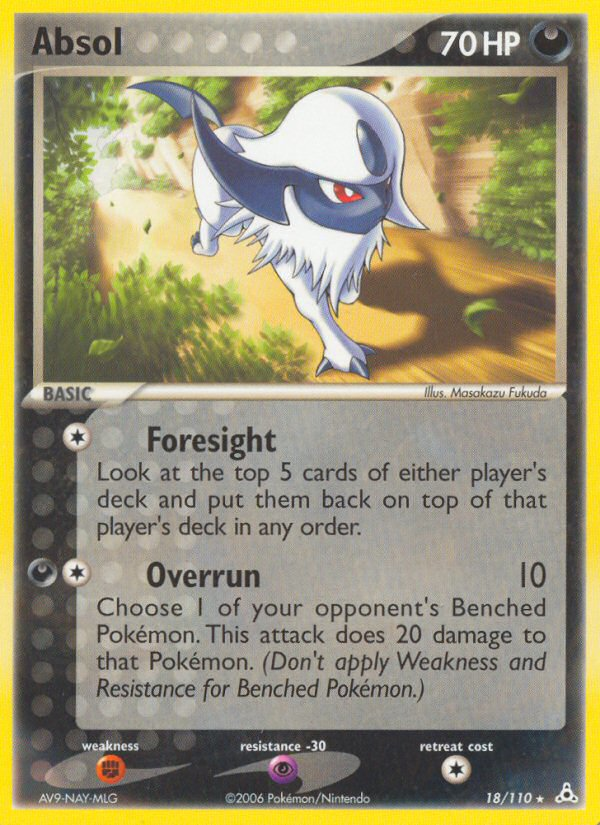 Absol 70 HP
BASIC Illus. Masakazu Fukuda
Foresight
Look at the top 5 cards of either player's
deck and put them back on top of that
player's deck in any order.
Overrun 10
Choose 1 of your opponent's Benched
Pokémon. This attack does 20 damage to
that Pokémon. (Don't apply Weakness and
Resistance for Benched Pokémon.)
weakness resistance -30 retreat cost
AV9-NAY-MLG ©2006 Pokémon/Nintendo 18/110 ★